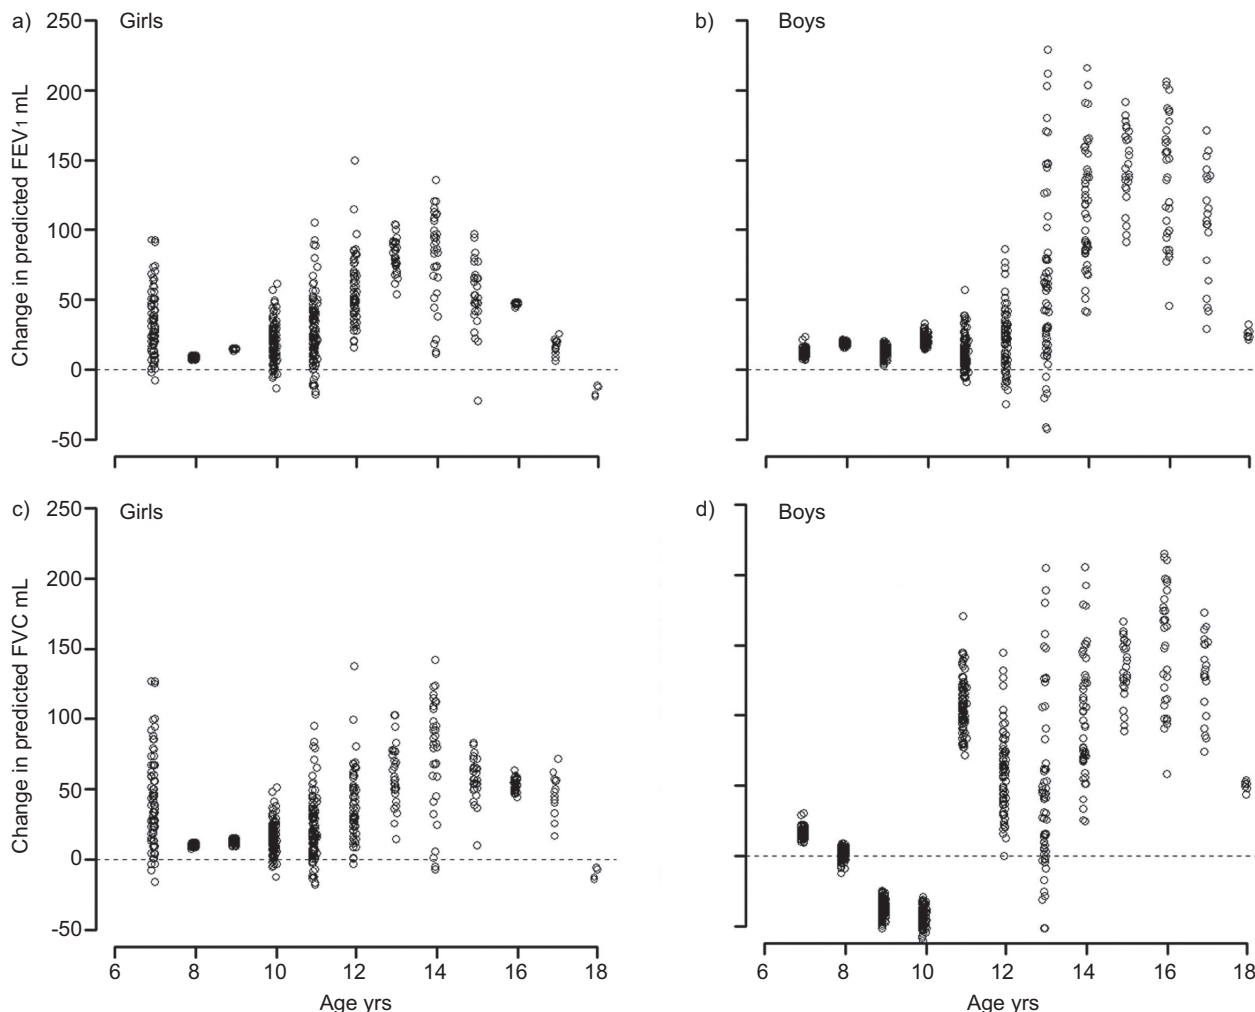 a) Girls
b) Boys
250
200
150
100
50
0
-50
Change in predicted FEV1 mL
c) Girls
d) Boys
250
200
150
100
50
0
-50
Change in predicted FVC mL
6 8 10 12 14 16 18
6 8 10 12 14 16 18
Age yrs
Age yrs